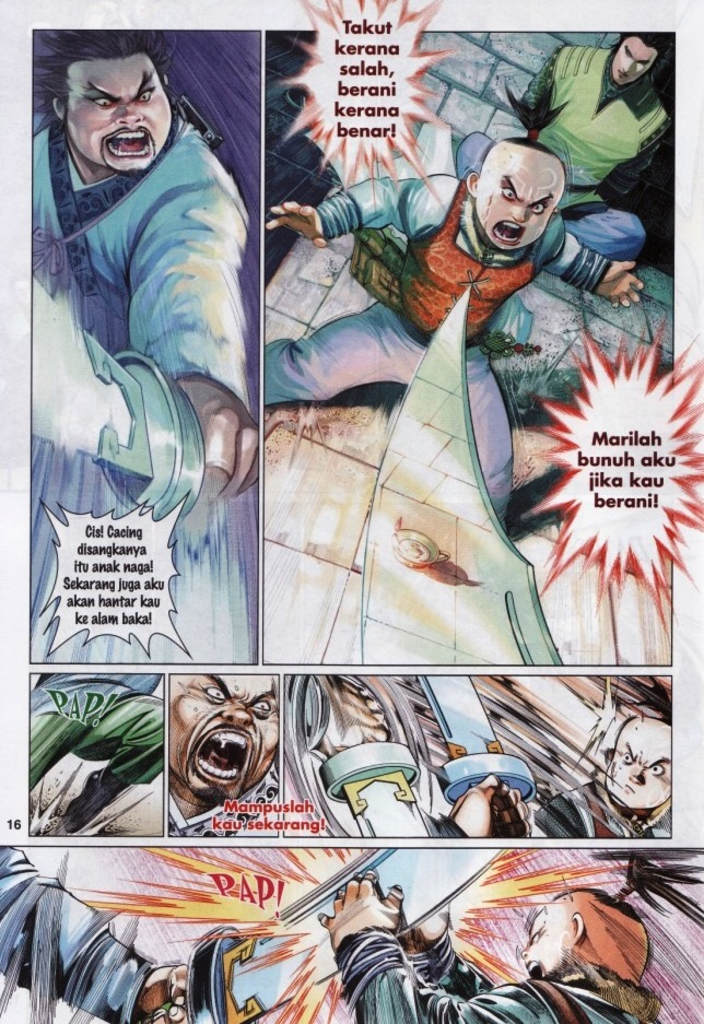 Takut
kerana
salah,
berani
kerana
benar!
Marilah
bunuh aku
jika kau
berani!
Cis! Cacing
disangkanya
itu anak naga!
Sekarang juga aku
akan hantar kau
ke alam baka!
PAP!
Mampuslah
kau sekarang!
16
PAP!